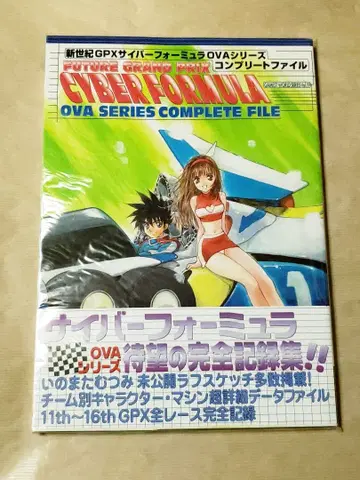 新世紀GPXサイバーフォーミュラOVAシリーズ
コンプリートファイル
FUTURE GRAND PRIX
CYBER FORMULA
OVA SERIES COMPLETE FILE
サイバーフォーミュラ
OVA
シリーズ
待望の完全記録集!!
いのまたむつみ 未公開ラフスケッチ多数掲載!
チーム別キャラクター・マシン超詳細データファイル
11th〜16th GPX全レース完全記録